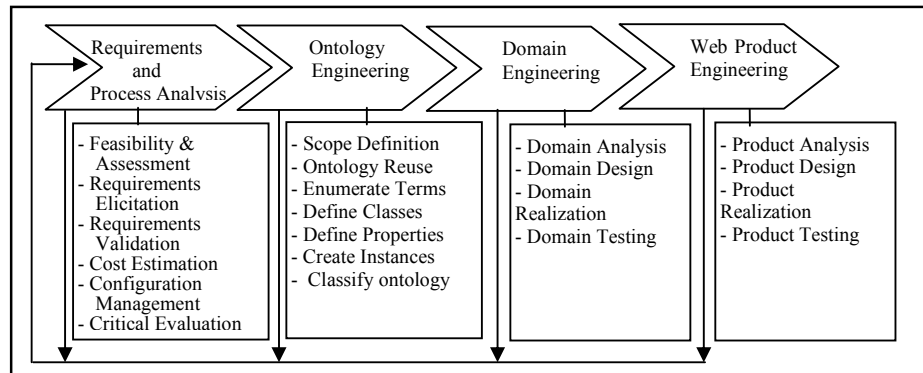 Requirements
and
Process Analysis
Ontology
Engineering
Domain
Engineering
Web Product
Engineering
- Feasibility &
Assessment
- Requirements
Elicitation
- Requirements
Validation
- Cost Estimation
- Configuration
Management
- Critical Evaluation
- Scope Definition
- Ontology Reuse
- Enumerate Terms
- Define Classes
- Define Properties
- Create Instances
- Classify ontology
- Domain Analysis
- Domain Design
- Domain
Realization
- Domain Testing
- Product Analysis
- Product Design
- Product
Realization
- Product Testing